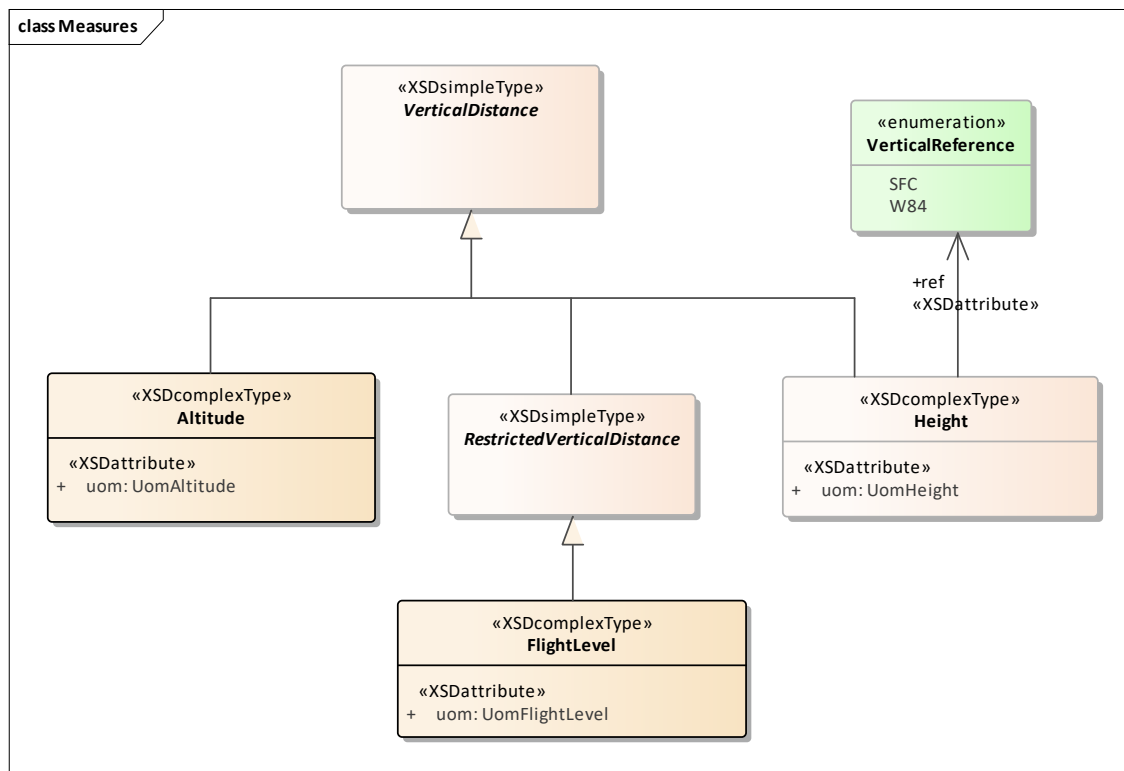 class Measures
«XSDsimpleType»
VerticalDistance
«enumeration»
VerticalReference
SFC
W84
+ref
«XSDattribute»
«XSDcomplexType»
Altitude
«XSDattribute»
+ uom: UomAltitude
«XSDsimpleType»
RestrictedVerticalDistance
«XSDcomplexType»
Height
«XSDattribute»
+ uom: UomHeight
«XSDcomplexType»
FlightLevel
«XSDattribute»
+ uom: UomFlightLevel